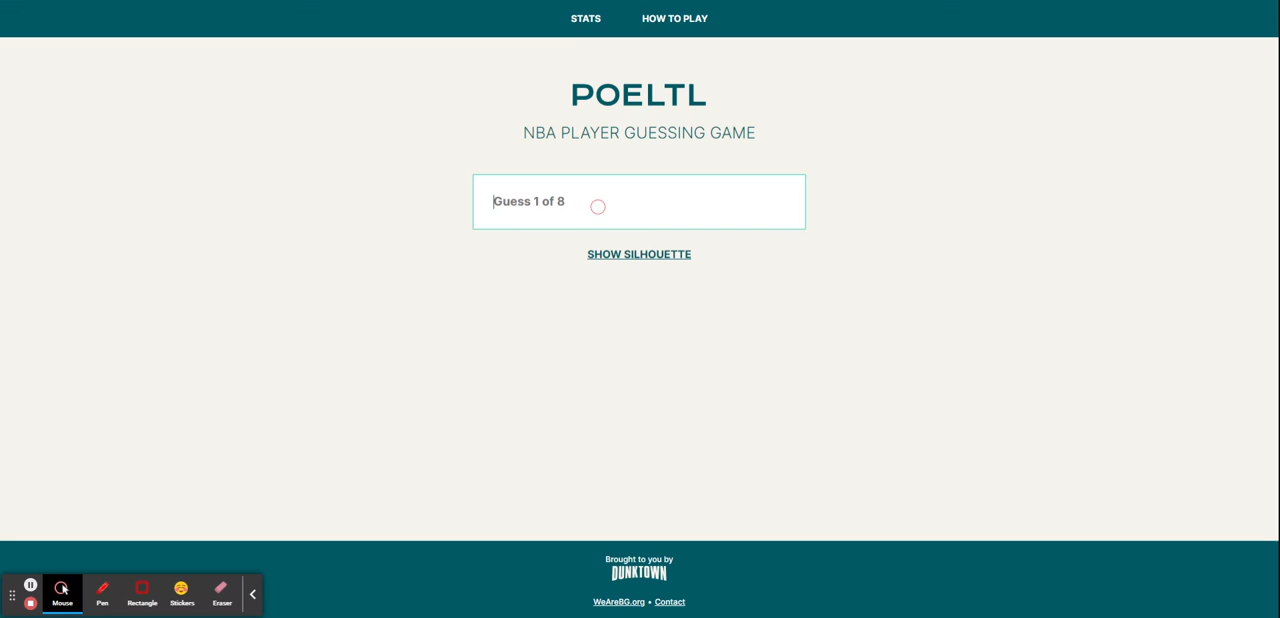 STATS HOW TO PLAY
POELTL
NBA PLAYER GUESSING GAME
Guess 1 of 8
SHOW SILHOUETTE
Brought to you by
DUNKTOWN
WeAreBG.org • Contact
Mouse Pen Rectangle Stickers Eraser